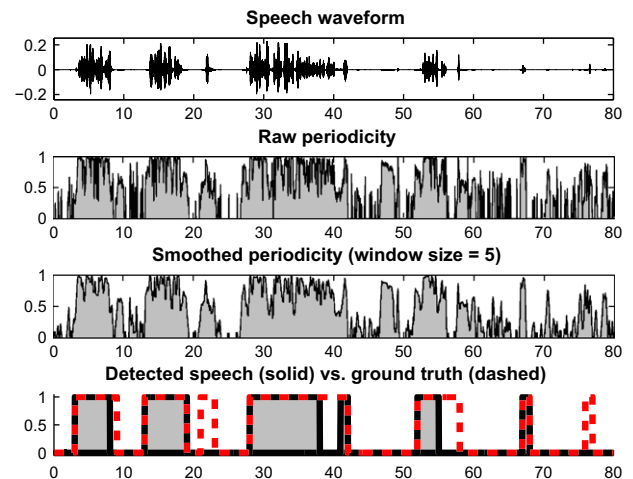 Speech waveform
0.2
0
−0.2
0 10 20 30 40 50 60 70 80
Raw periodicity
1
0.5
0
0 10 20 30 40 50 60 70 80
Smoothed periodicity (window size = 5)
1
0.5
0
0 10 20 30 40 50 60 70 80
Detected speech (solid) vs. ground truth (dashed)
1
0.5
0
0 10 20 30 40 50 60 70 80